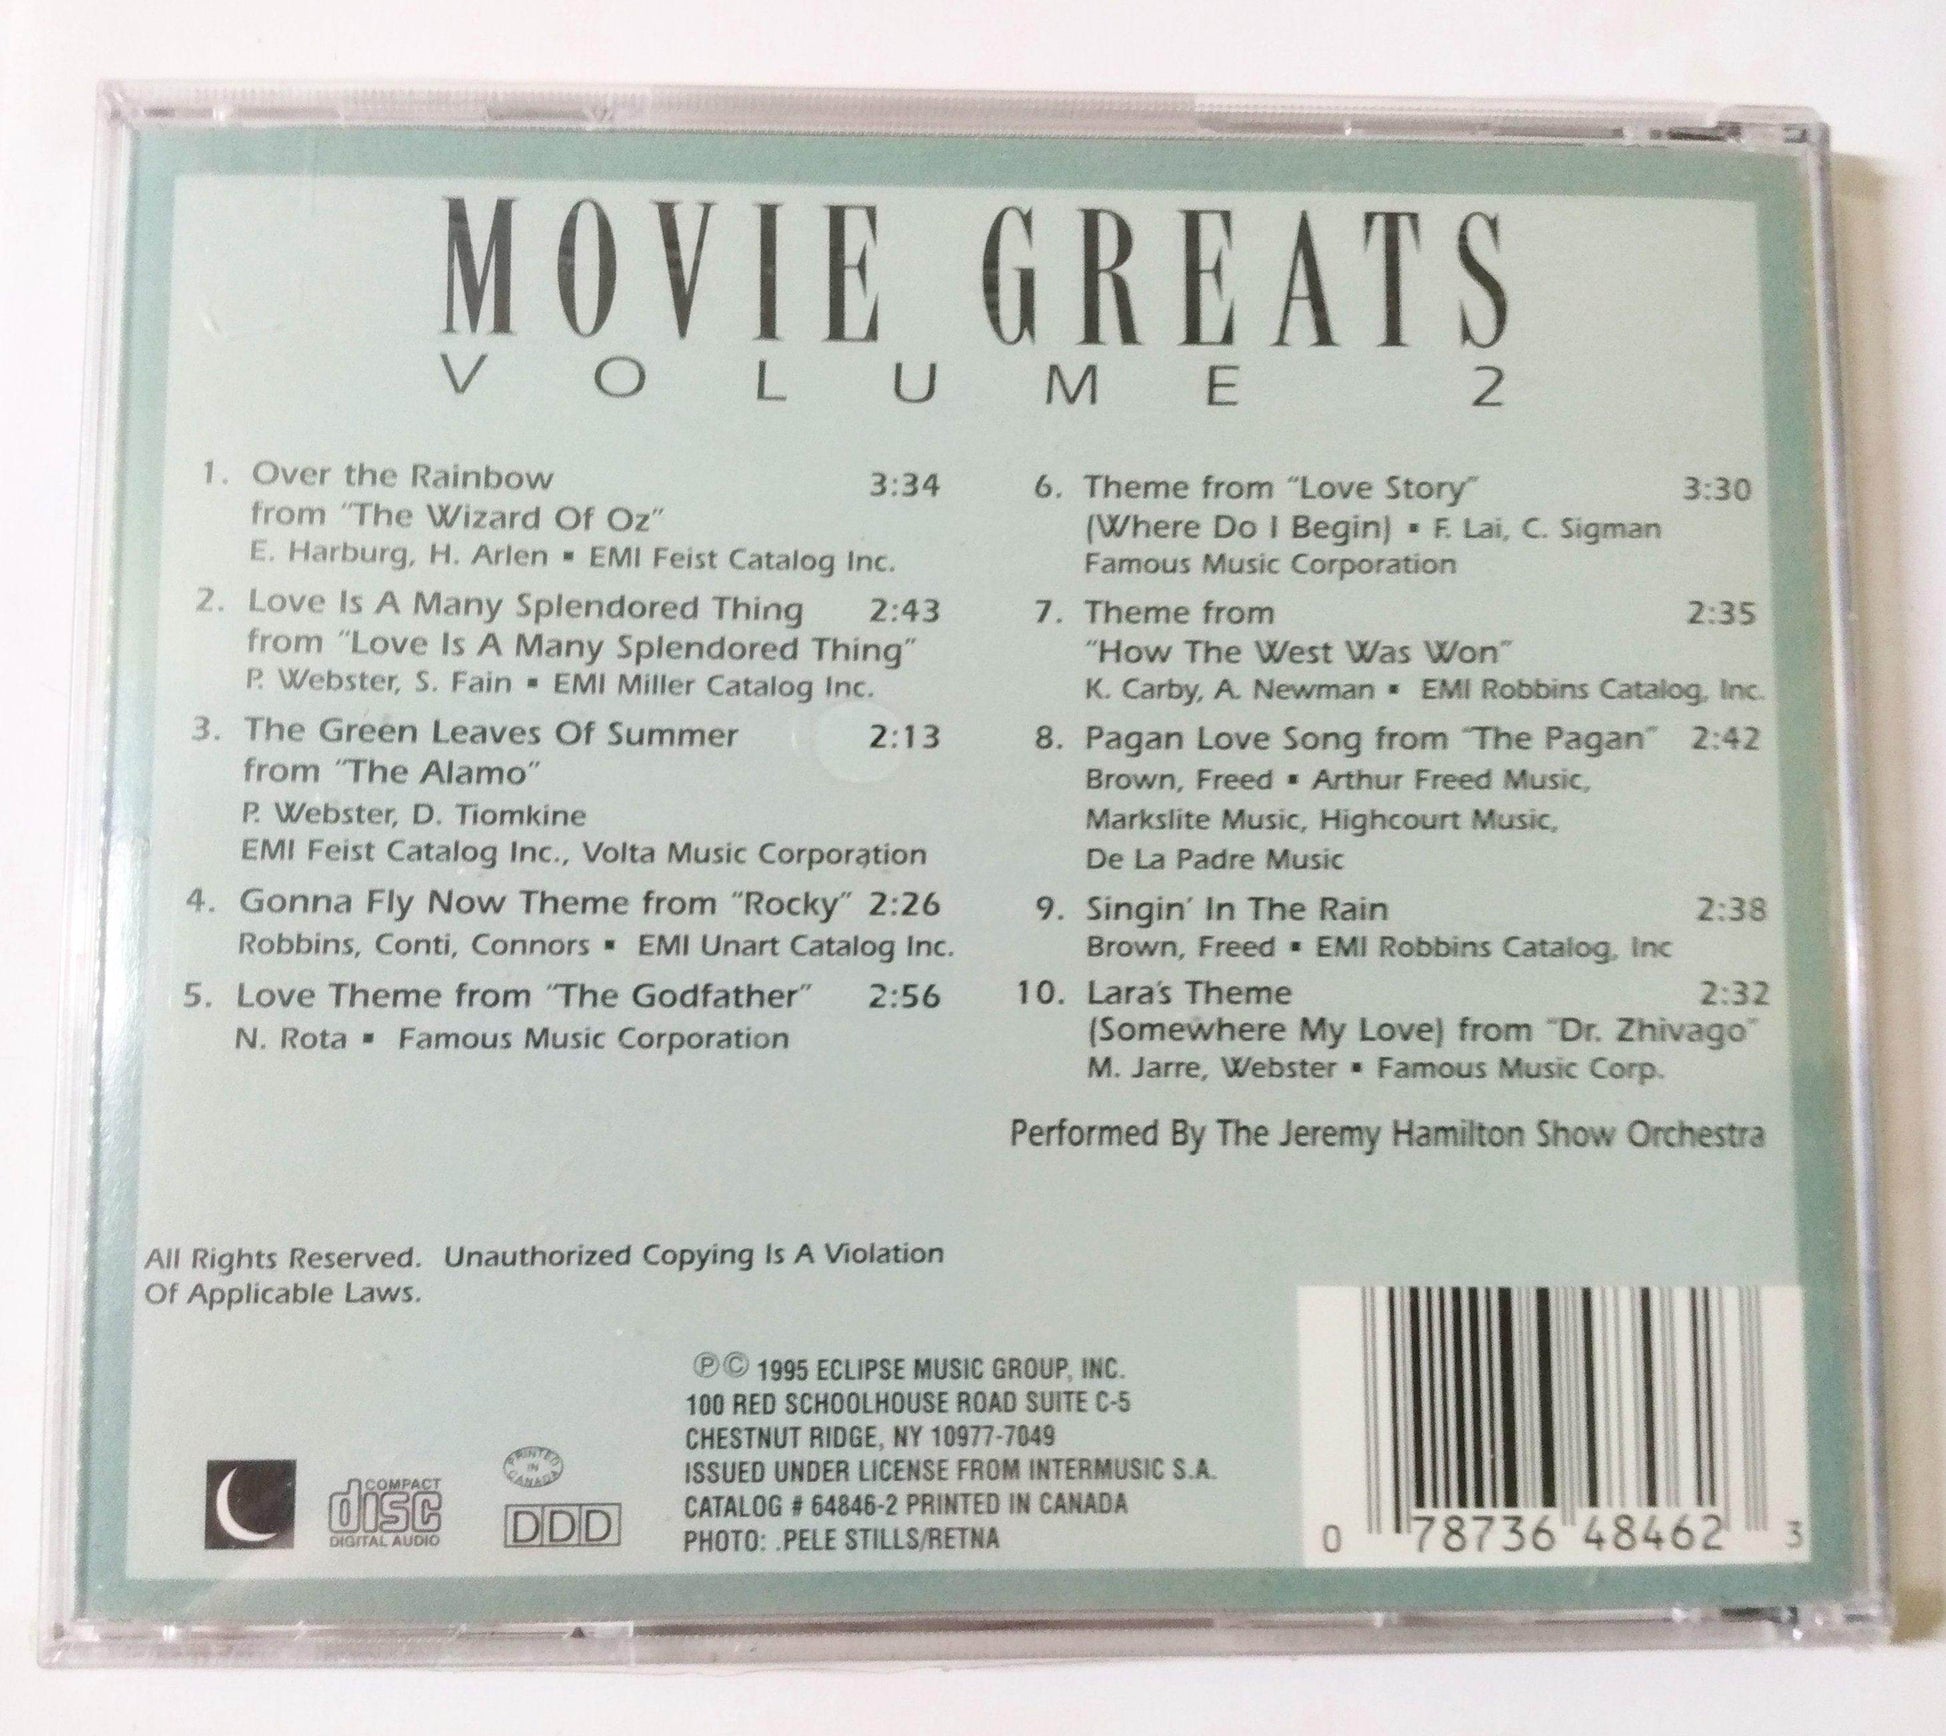 MOVIE GREATS
VOLUME 2
1. Over the Rainbow 3:34
from "The Wizard Of Oz"
E. Harburg, H. Arlen ▪ EMI Feist Catalog Inc.
2. Love Is A Many Splendored Thing 2:43
from "Love Is A Many Splendored Thing"
P. Webster, S. Fain ▪ EMI Miller Catalog Inc.
3. The Green Leaves Of Summer 2:13
from "The Alamo"
P. Webster, D. Tiomkine
EMI Feist Catalog Inc., Volta Music Corporation
4. Gonna Fly Now Theme from "Rocky" 2:26
Robbins, Conti, Connors ▪ EMI Unart Catalog Inc.
5. Love Theme from "The Godfather" 2:56
N. Rota ▪ Famous Music Corporation
6. Theme from "Love Story" 3:30
(Where Do I Begin) ▪ F. Lai, C. Sigman
Famous Music Corporation
7. Theme from 2:35
"How The West Was Won"
K. Carby, A. Newman ▪ EMI Robbins Catalog, Inc.
8. Pagan Love Song from "The Pagan" 2:42
Brown, Freed ▪ Arthur Freed Music,
Markslite Music, Highcourt Music,
De La Padre Music
9. Singin' In The Rain 2:38
Brown, Freed ▪ EMI Robbins Catalog, Inc
10. Lara's Theme 2:32
(Somewhere My Love) from "Dr. Zhivago"
M. Jarre, Webster ▪ Famous Music Corp.
Performed By The Jeremy Hamilton Show Orchestra
All Rights Reserved. Unauthorized Copying Is A Violation
Of Applicable Laws.
℗© 1995 ECLIPSE MUSIC GROUP, INC.
100 RED SCHOOLHOUSE ROAD SUITE C-5
CHESTNUT RIDGE, NY 10977-7049
ISSUED UNDER LICENSE FROM INTERMUSIC S.A.
CATALOG # 64846-2 PRINTED IN CANADA
PHOTO: .PELE STILLS/RETNA
COMPACT
disc
DIGITAL AUDIO
PRINTED
IN
CANADA
DDD
0 78736 48462 3